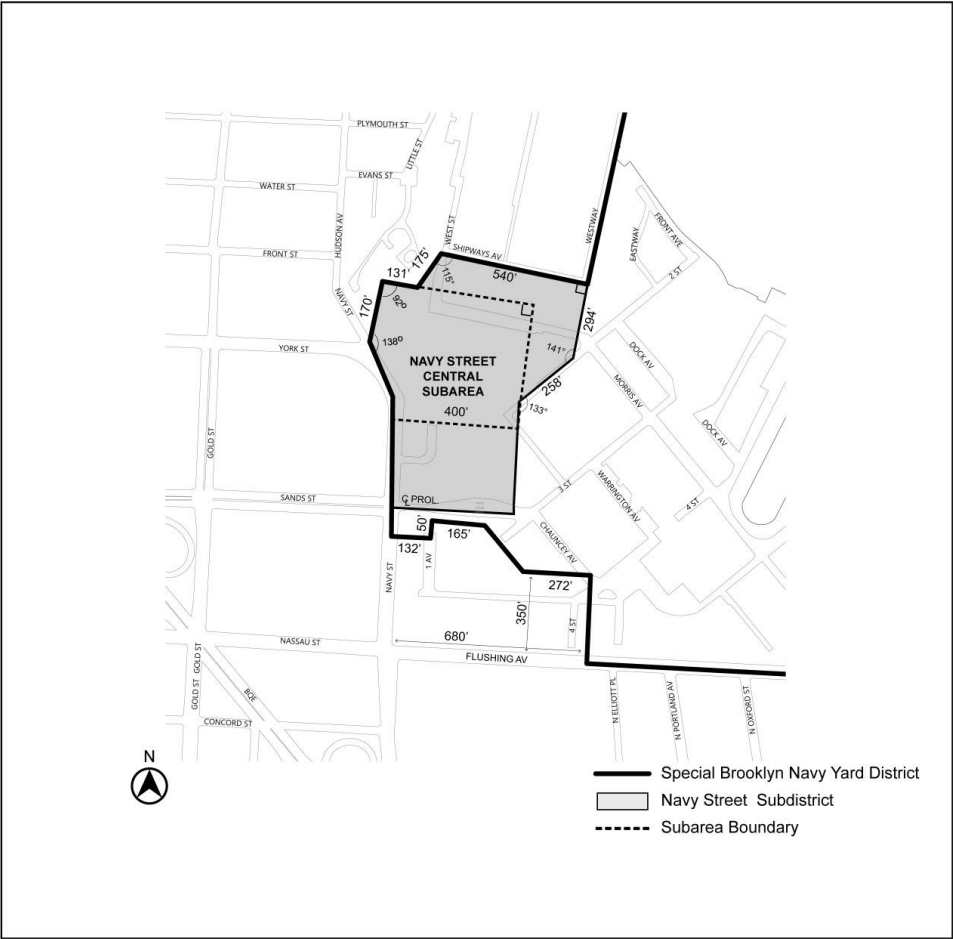 PLYMOUTH ST
LITTLE ST
EVANS ST
WATER ST
HUDSON AV
WEST ST
WESTWAY
FRONT AVE
EASTWAY
FRONT ST
SHIPWAYS AV
2 ST
175'
131'
115°
540'
NAVY ST
170'
92º
294'
138º
YORK ST
141°
DOCK AV
NAVY STREET
CENTRAL
SUBAREA
258'
MORRIS AV
400'
133°
DOCK AV
GOLD ST
WARRINGTON AV
3 ST
SANDS ST
℄ PROL.
4 ST
50'
165'
CHAUNCEY AV
132'
1 AV
NAVY ST
272'
350'
4 ST
680'
NASSAU ST
FLUSHING AV
GOLD ST
GOLD ST
BQE
N ELLIOTT PL
N PORTLAND AV
N OXFORD ST
CONCORD ST
N
Special Brooklyn Navy Yard District
Navy Street Subdistrict
Subarea Boundary